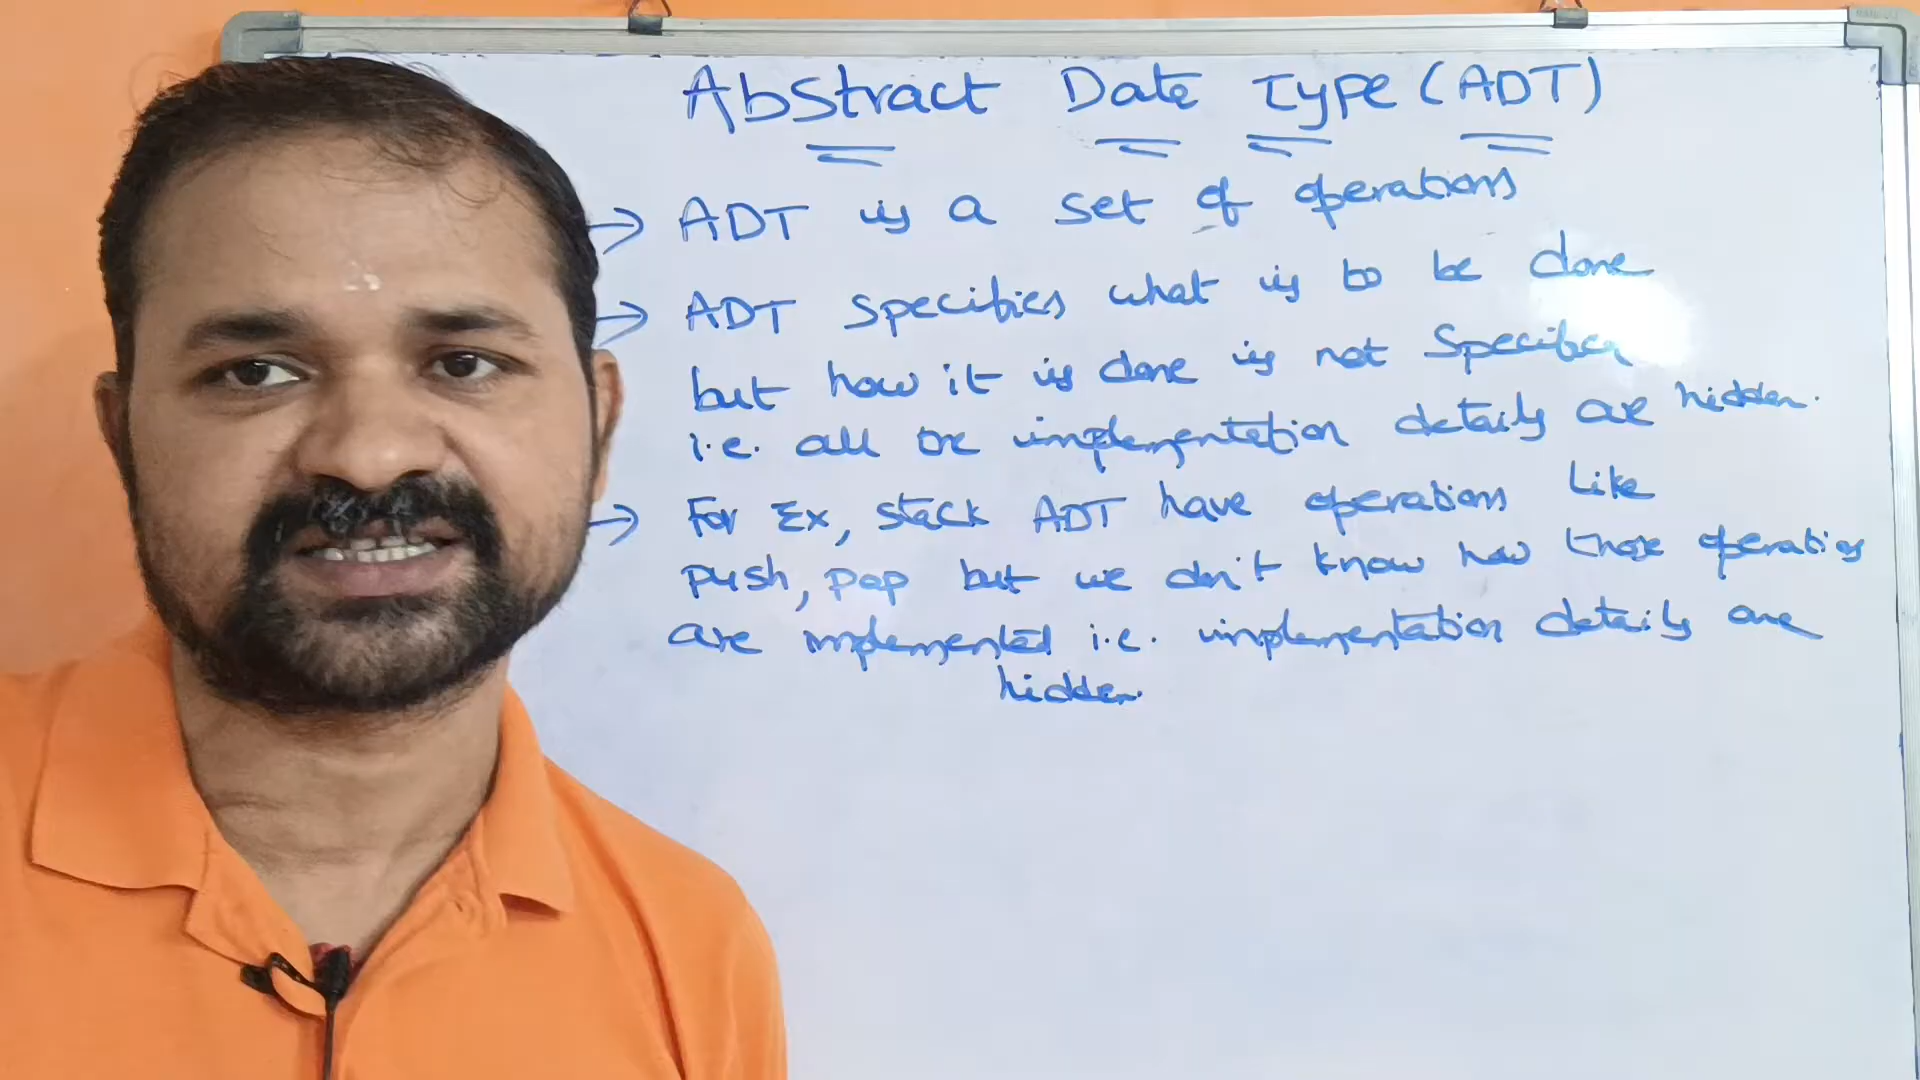 Abstract Date Type (ADT)
→ ADT is a set of operations
→ ADT specifies what is to be done
but how it is done is not specified
i.e. all the implementation details are hidden.
→ For Ex, stack ADT have operations like
push, pop but we don't know how those operations
are implemented i.e. implementation details are
hidden.